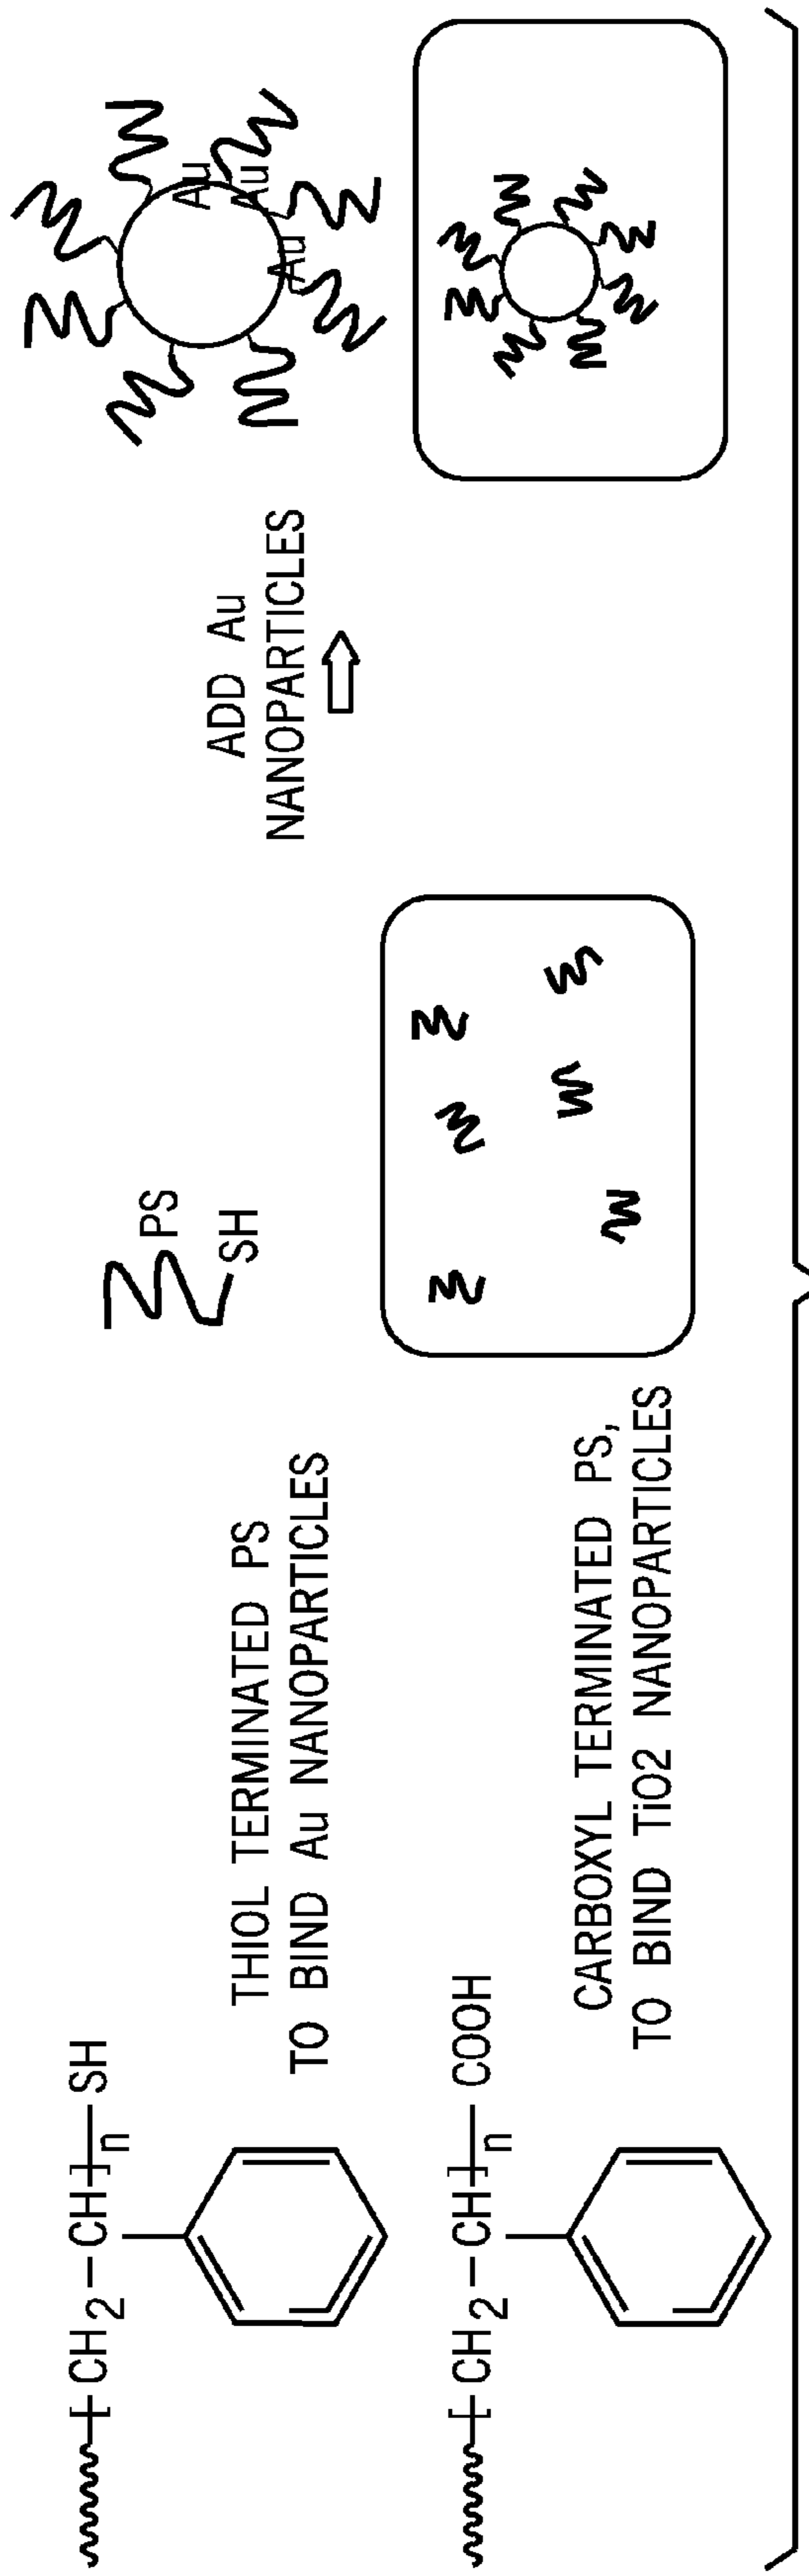 [CH2-CH]n-SH
THIOL TERMINATED PS
TO BIND Au NANOPARTICLES
PS
SH
ADD Au
NANOPARTICLES
Au
Au
Au
[CH2-CH]n-COOH
CARBOXYL TERMINATED PS,
TO BIND TiO2 NANOPARTICLES